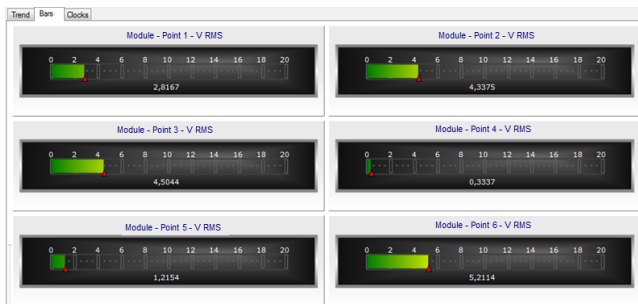 Trend Bars Clocks
Module - Point 1 - V RMS
0 2 4 6 8 10 12 14 16 18 20
2,8167
Module - Point 2 - V RMS
0 2 4 6 8 10 12 14 16 18 20
4,3375
Module - Point 3 - V RMS
0 2 4 6 8 10 12 14 16 18 20
4,5044
Module - Point 4 - V RMS
0 2 4 6 8 10 12 14 16 18 20
0,3337
Module - Point 5 - V RMS
0 2 4 6 8 10 12 14 16 18 20
1,2154
Module - Point 6 - V RMS
0 2 4 6 8 10 12 14 16 18 20
5,2114